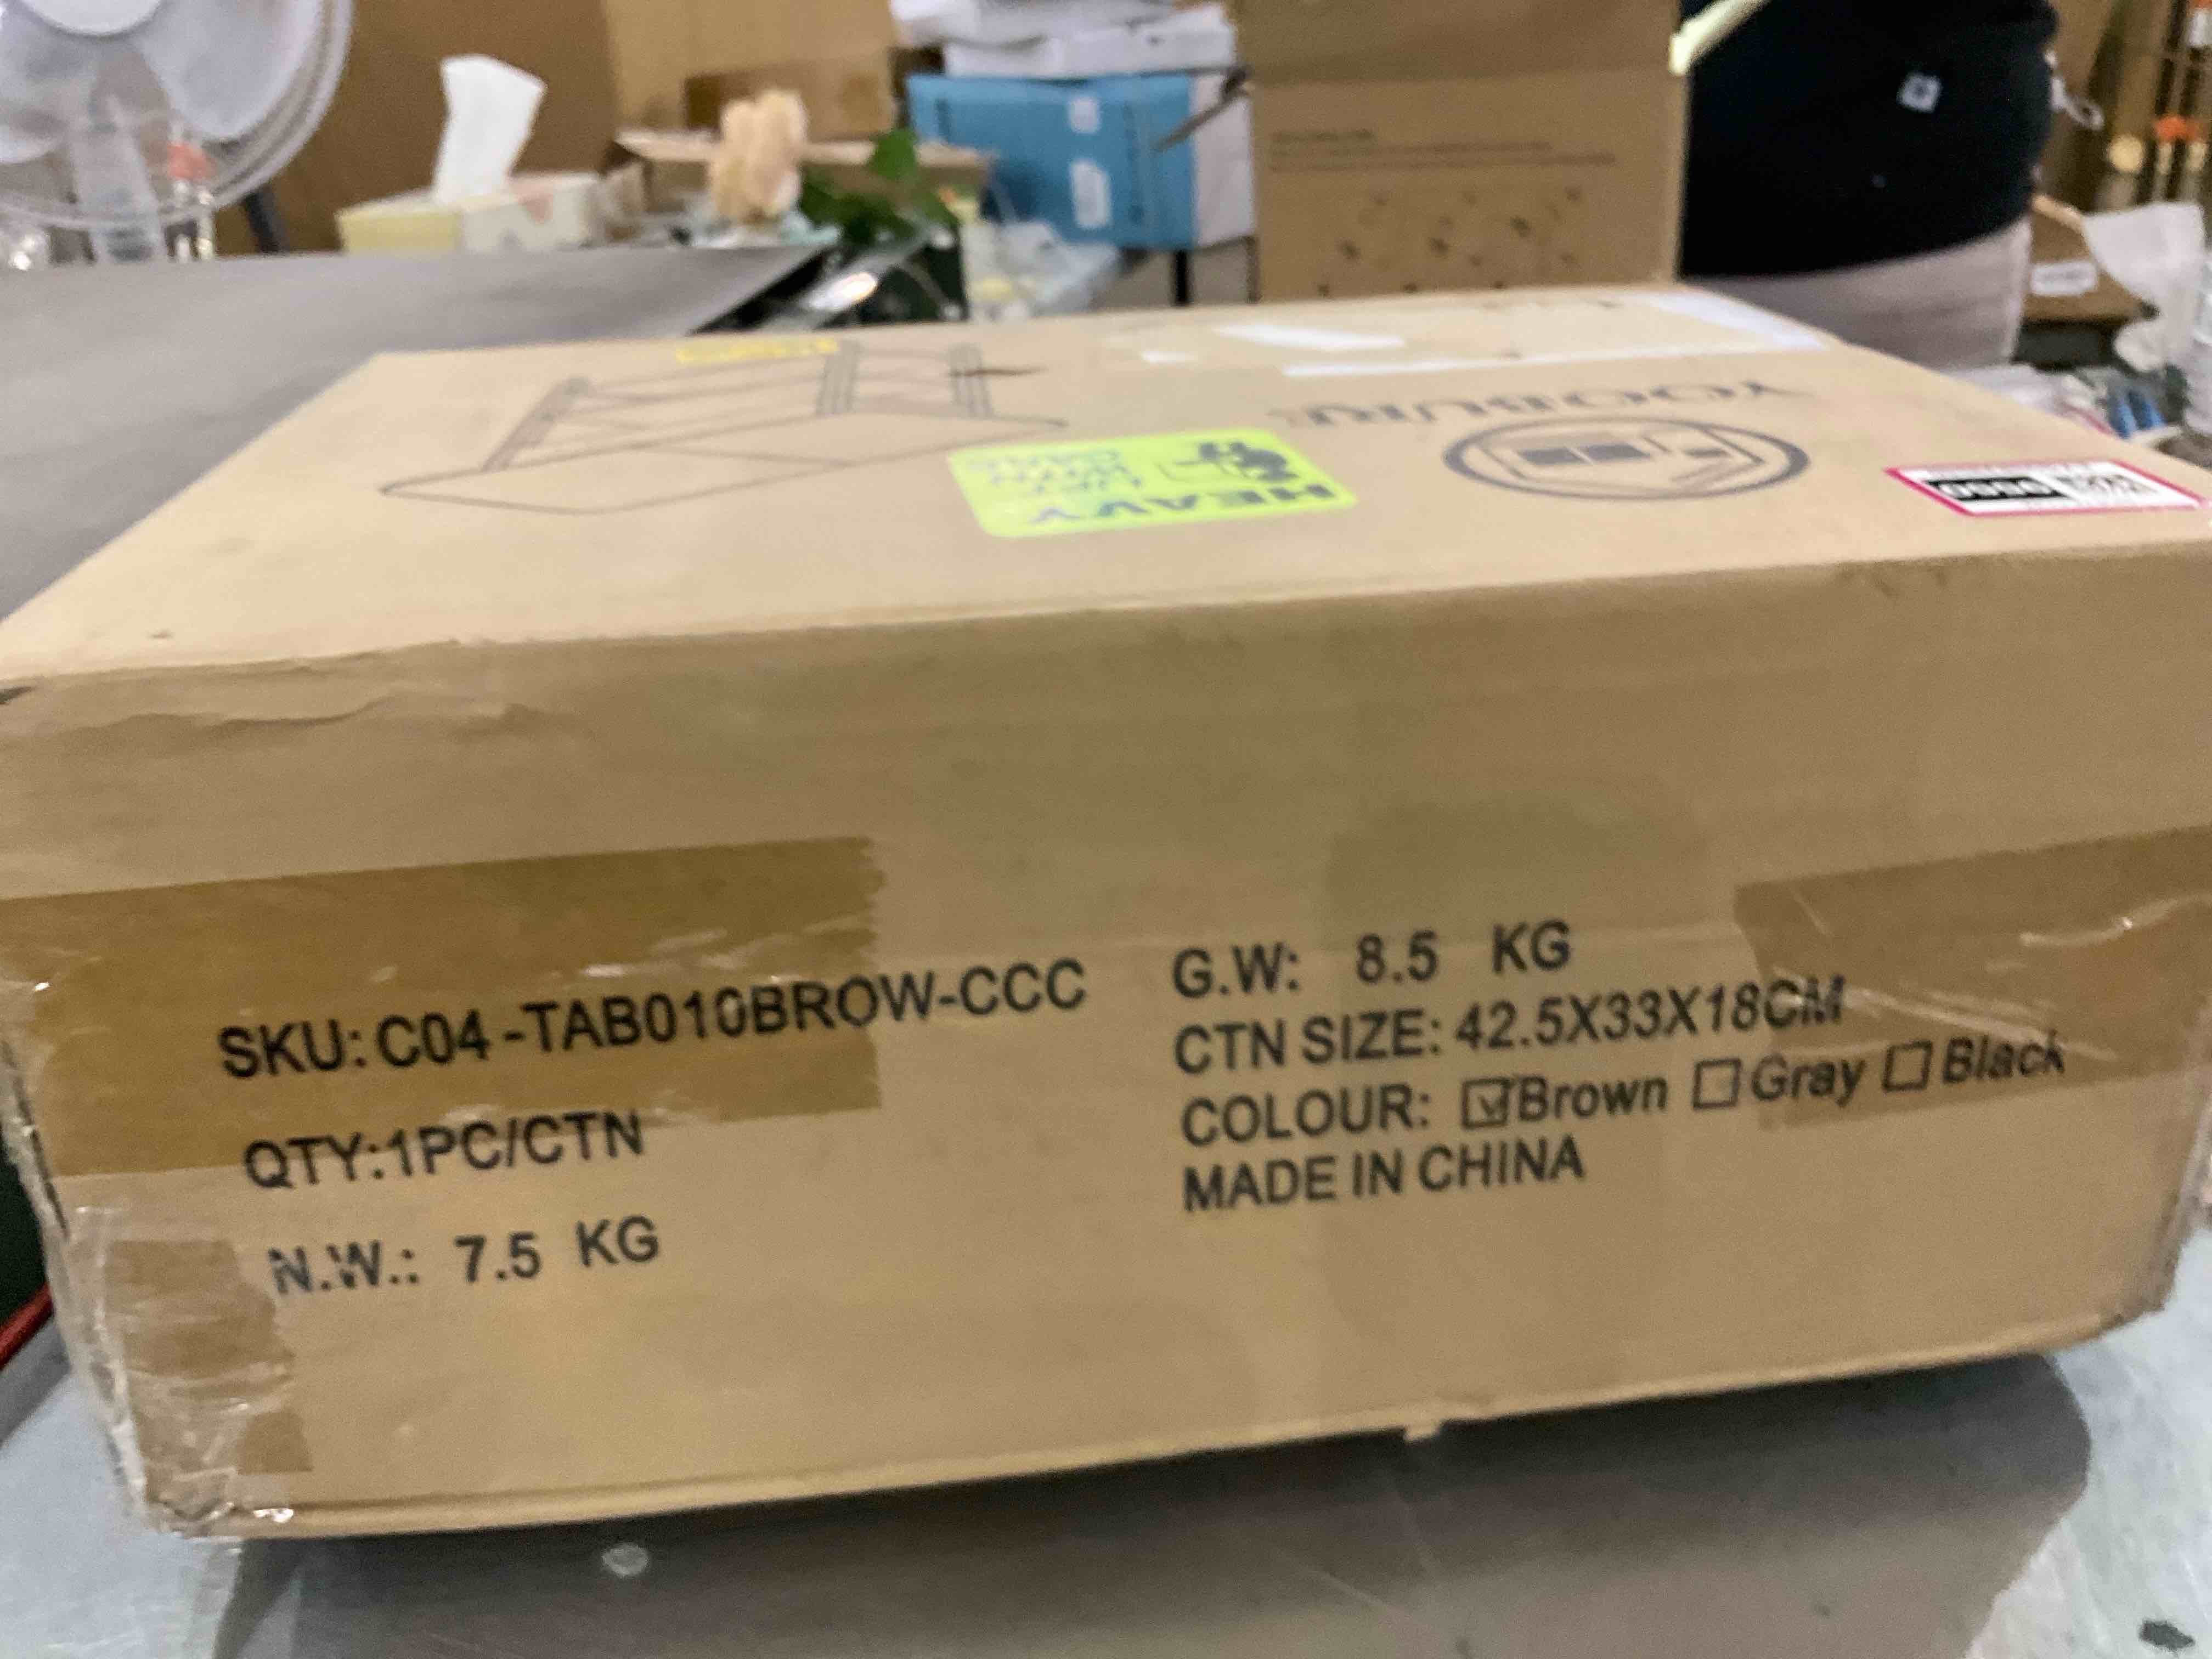 YOOBURE
HEAVY
SKU: C04-TAB010BROW-CCC
QTY:1PC/CTN
N.W.: 7.5 KG
G.W: 8.5 KG
CTN SIZE: 42.5X33X18CM
COLOUR: ☑Brown ☐Gray ☐Black
MADE IN CHINA